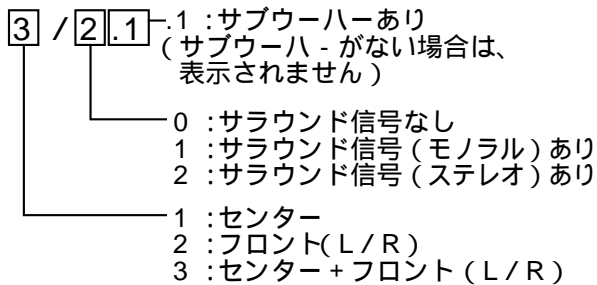 3 / 2 .1 .1 :サブウーハーあり
(サブウーハ - がない場合は、
表示されません)
0 :サラウンド信号なし
1 :サラウンド信号(モノラル)あり
2 :サラウンド信号(ステレオ)あり
1 :センター
2 :フロント(L / R)
3 :センター + フロント (L / R)